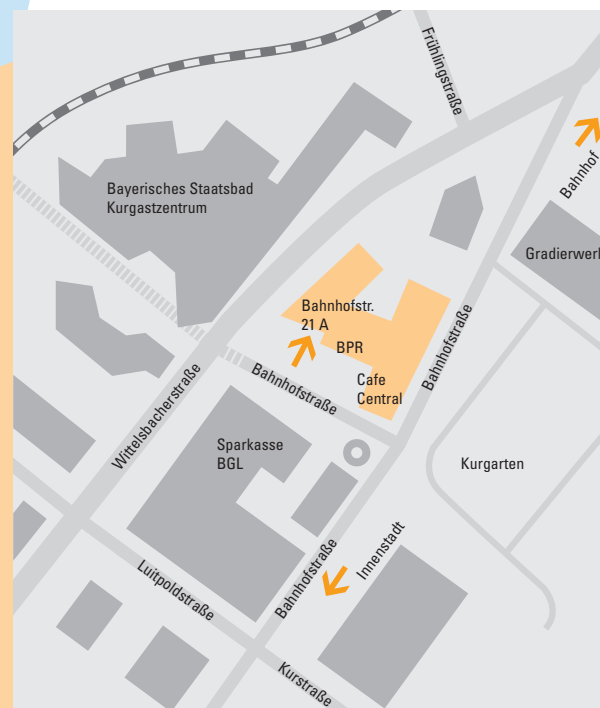 Frühlingstraße
Bahnhof
Bayerisches Staatsbad
Kurgastzentrum
Gradierwerk
Bahnhofstr.
21 A
BPR
Bahnhofstraße
Cafe
Central
Bahnhofstraße
Wittelsbacherstraße
Sparkasse
BGL
Kurgarten
Innenstadt
Bahnhofstraße
Luitpoldstraße
Kurstraße